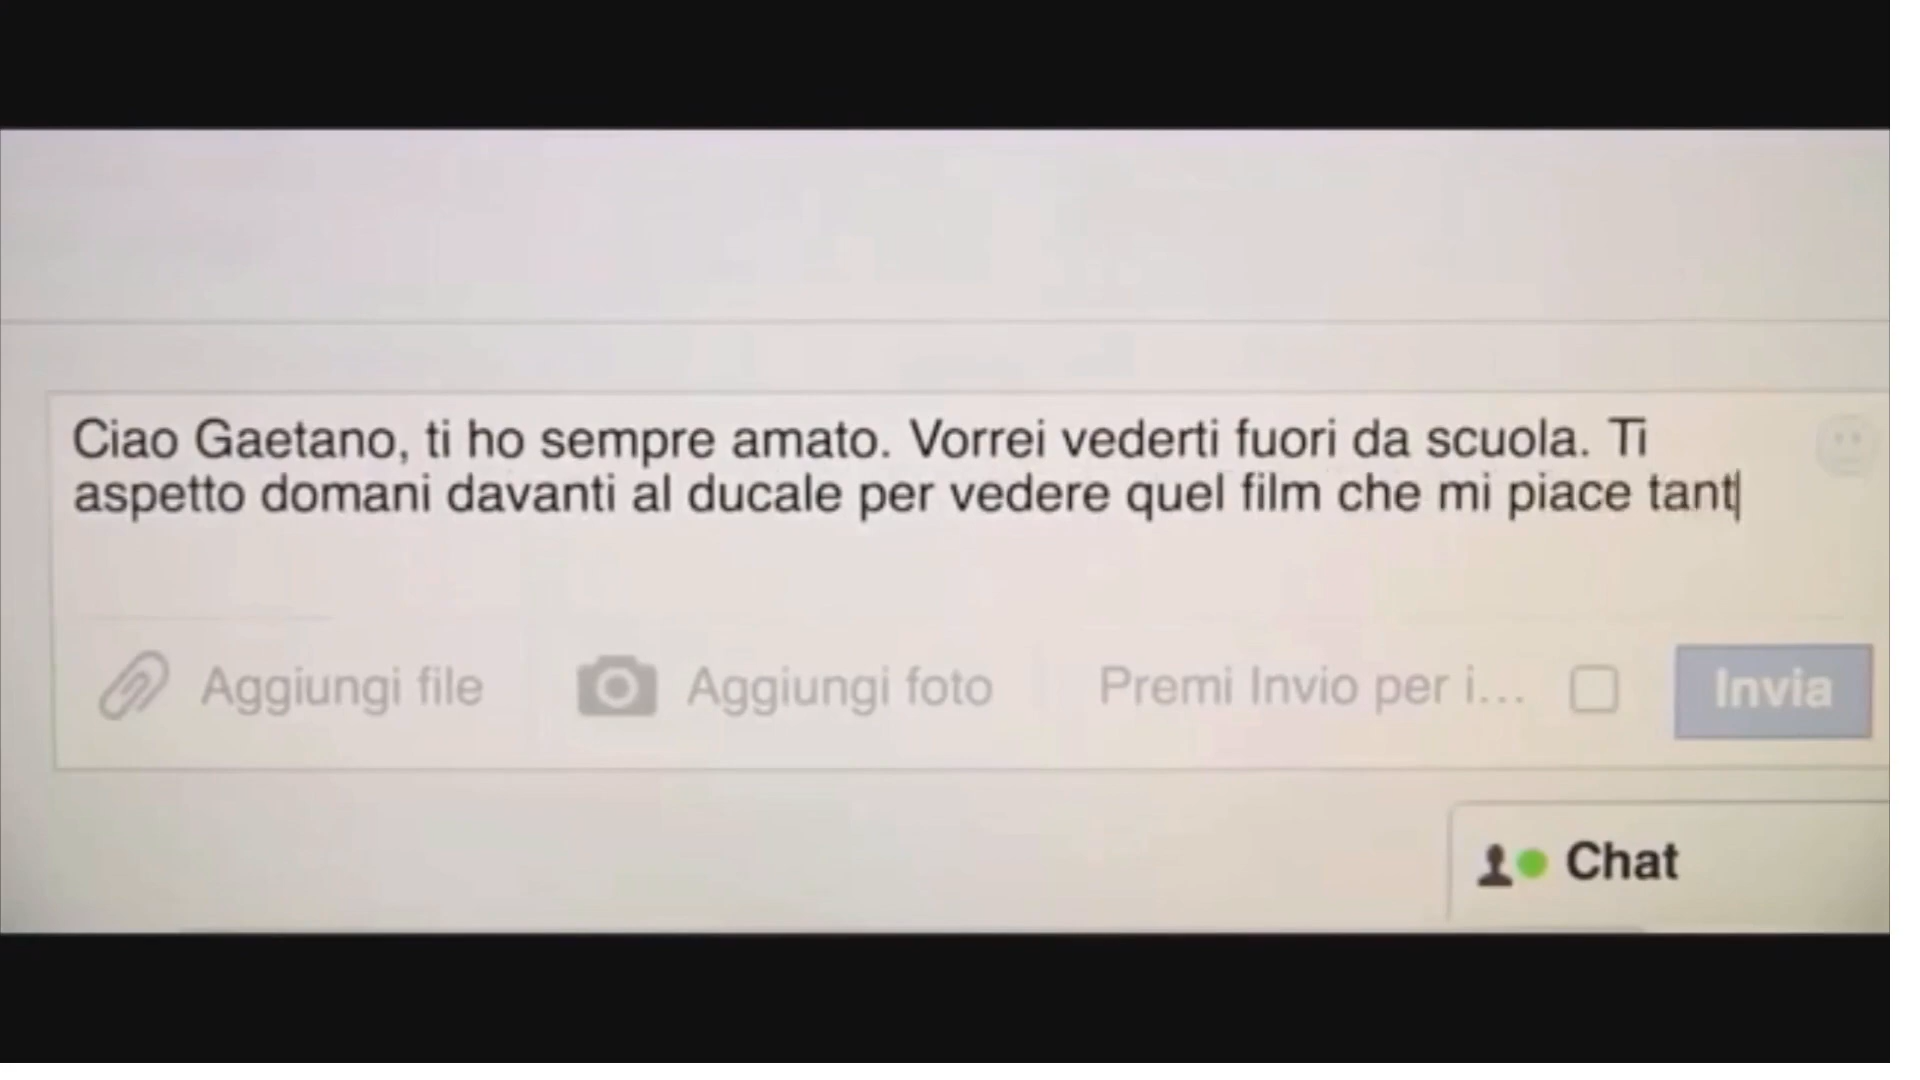 Ciao Gaetano, ti ho sempre amato. Vorrei vederti fuori da scuola. Ti
aspetto domani davanti al ducale per vedere quel film che mi piace tant
Aggiungi file Aggiungi foto Premi Invio per i... Invia
Chat